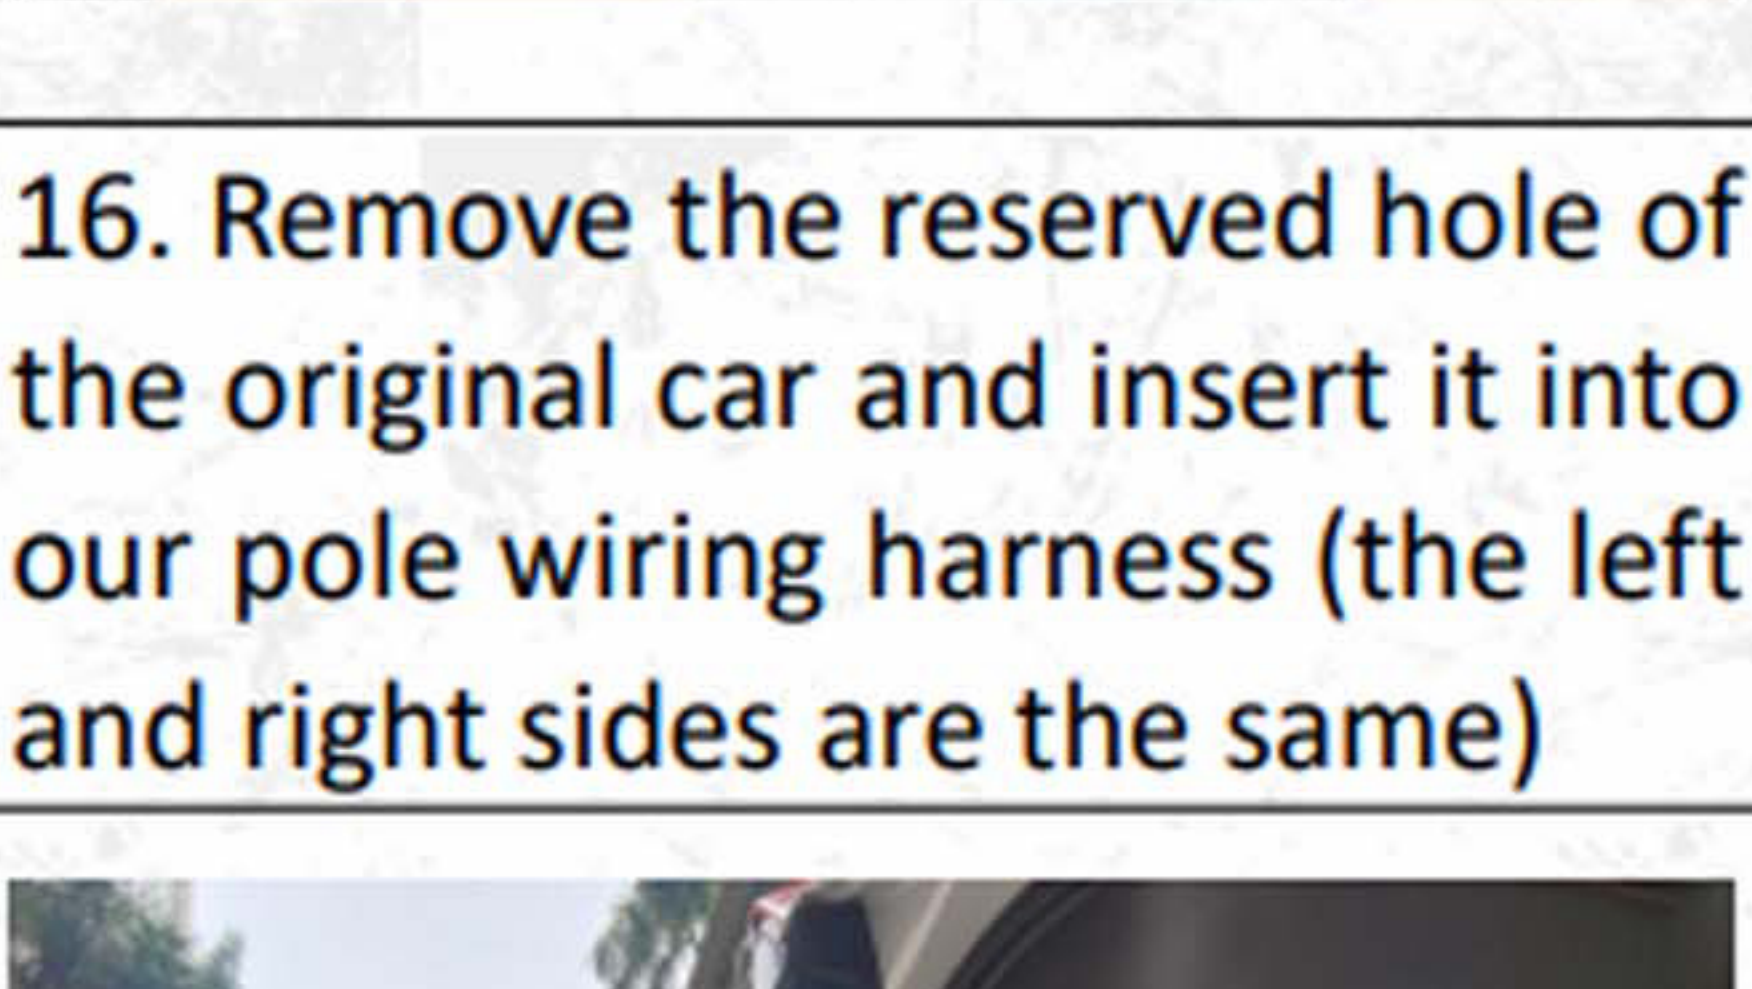 16. Remove the reserved hole of
the original car and insert it into
our pole wiring harness (the left
and right sides are the same)